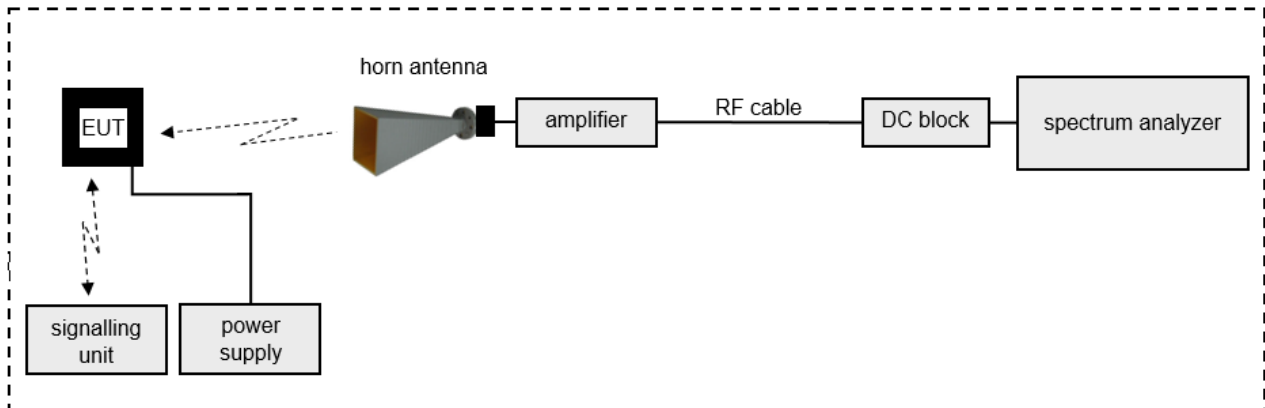 horn antenna
EUT
amplifier
RF cable
DC block
spectrum analyzer
signalling
unit
power
supply